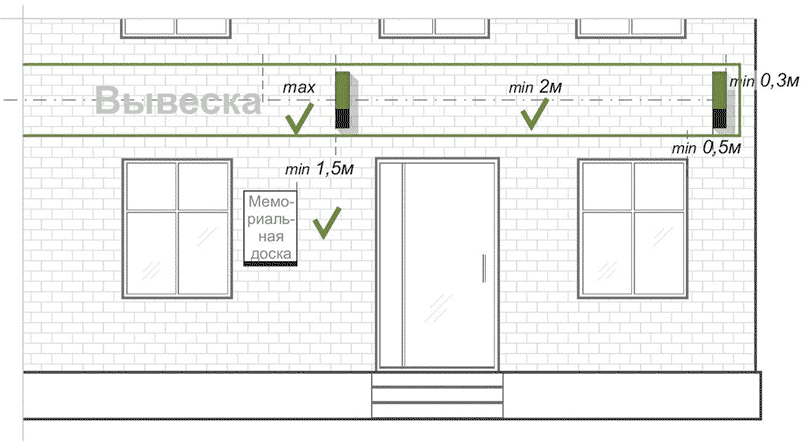 max
min 2м
min 0,3м
Вывеска
min 1,5м
min 0,5м
Мемо-
риаль-
ная
доска